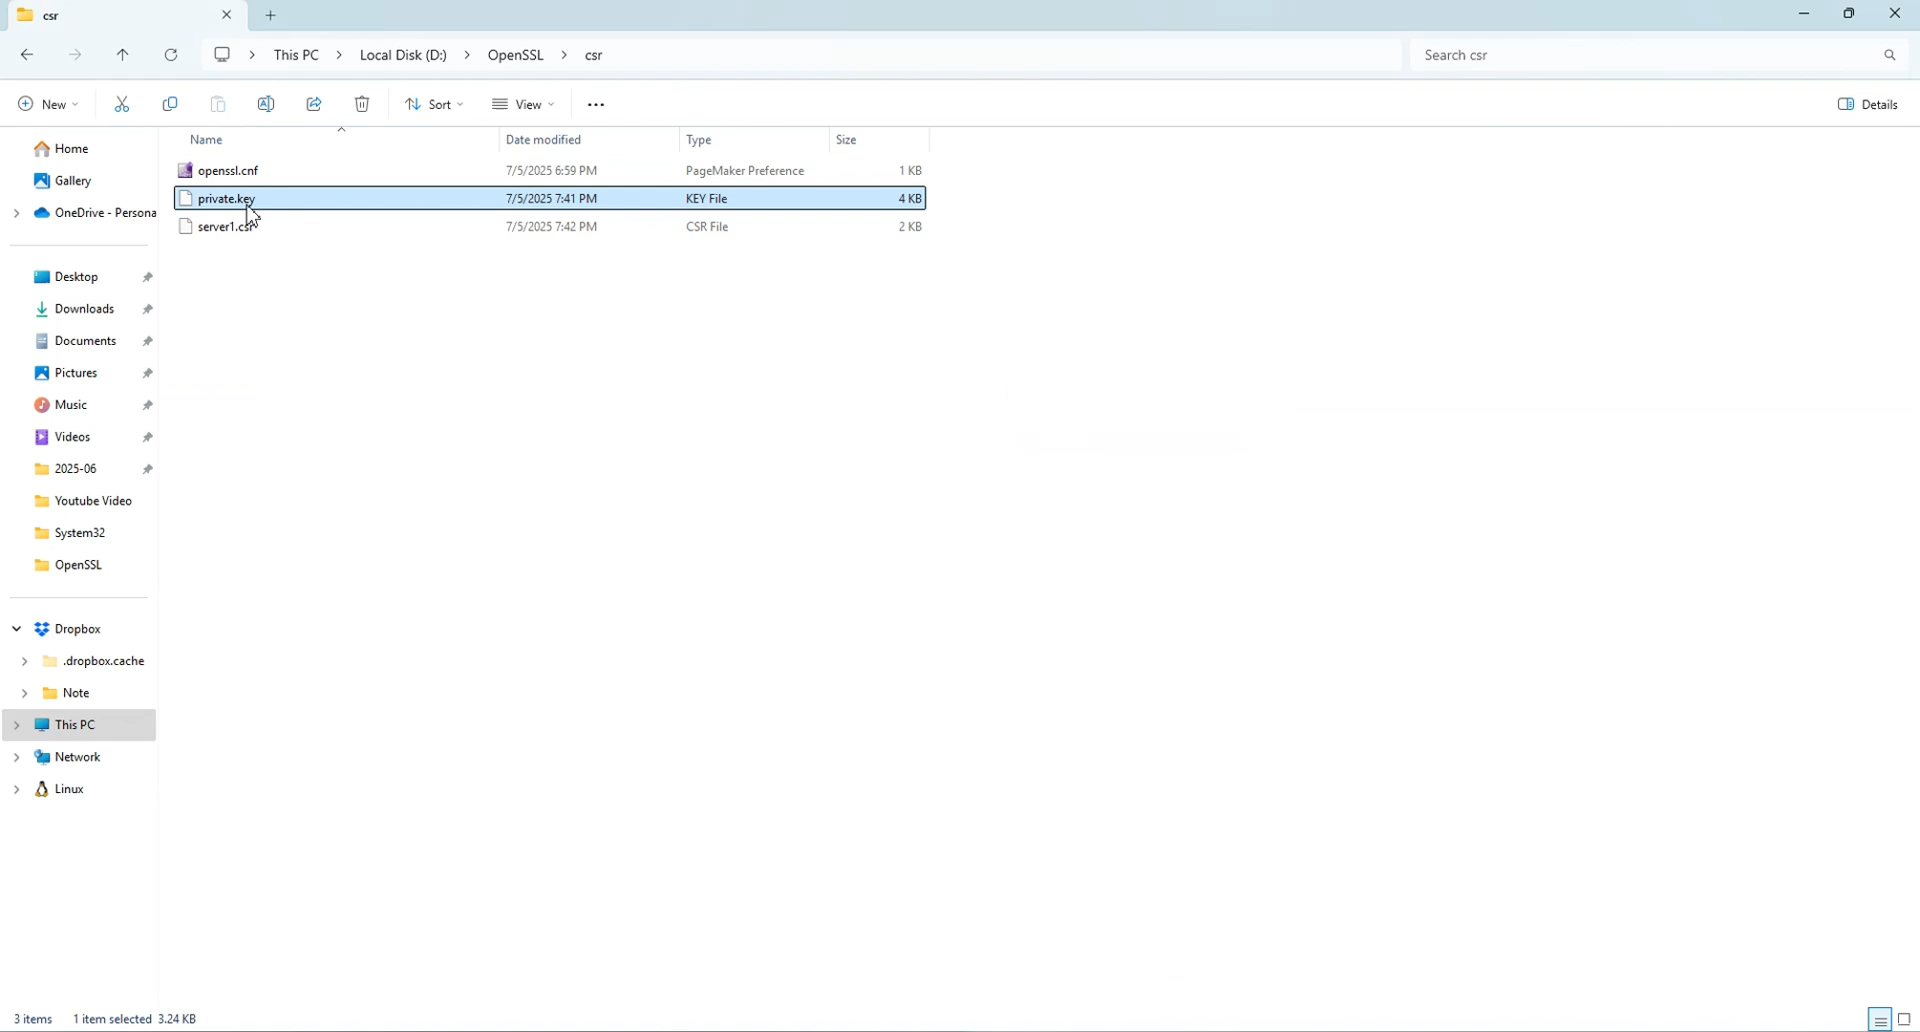 csr
This PC > Local Disk (D:) > OpenSSL > csr
Search csr
New
Sort
View
Details
Name Date modified Type Size
openssl.cnf 7/5/2025 6:59 PM PageMaker Preference 1 KB
private.key 7/5/2025 7:41 PM KEY File 4 KB
server1.csr 7/5/2025 7:42 PM CSR File 2 KB
Home
Gallery
OneDrive - Persona
Desktop
Downloads
Documents
Pictures
Music
Videos
2025-06
Youtube Video
System32
OpenSSL
Dropbox
.dropbox.cache
Note
This PC
Network
Linux
3 items 1 item selected 3.24 KB